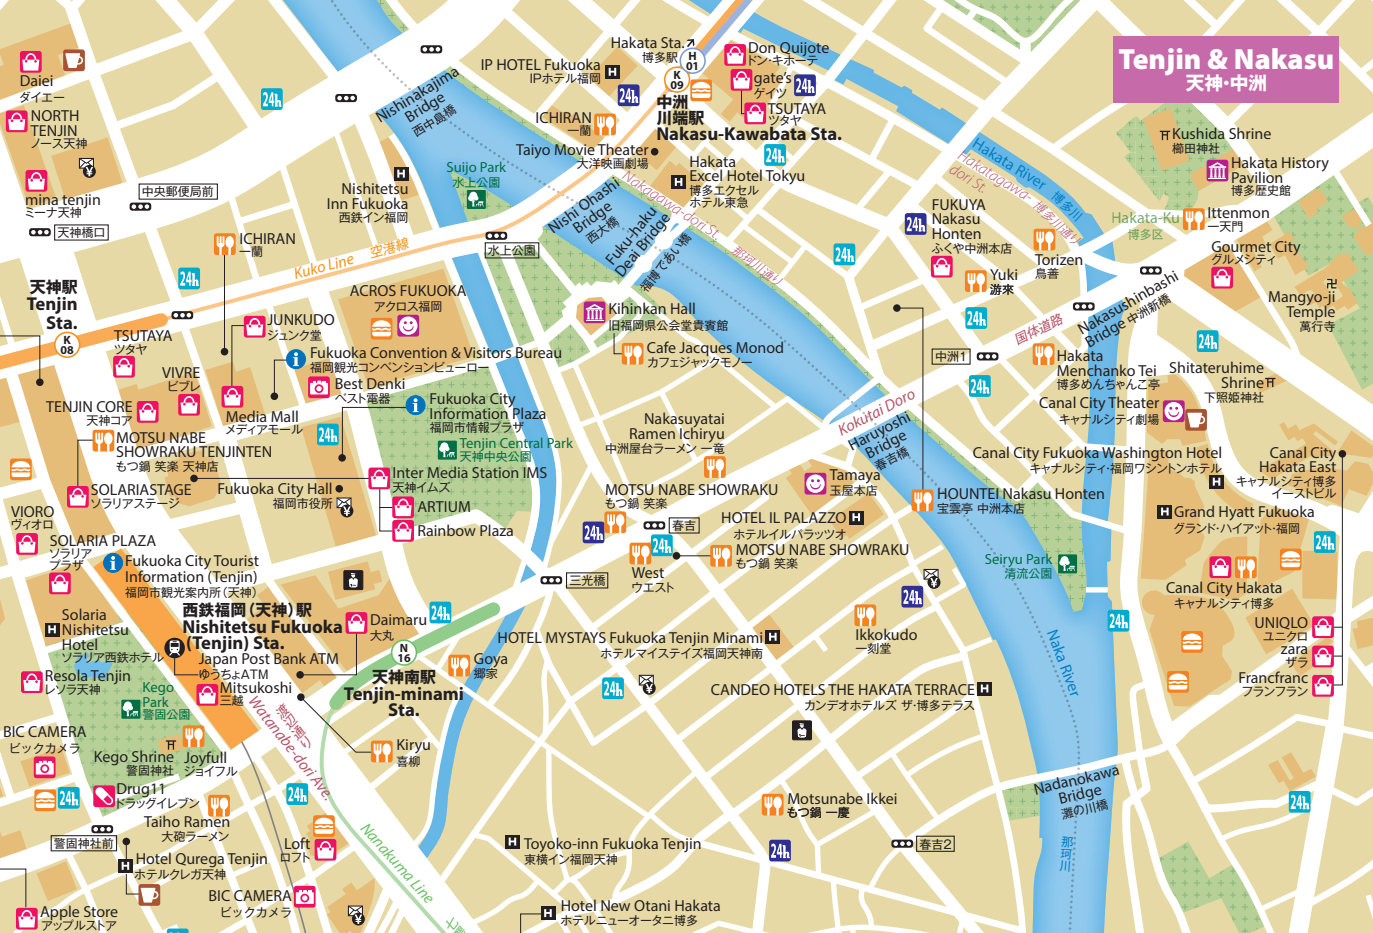 Tenjin & Nakasu
天神・中洲
Hakata Sta.
博多駅
H
01
K
09
中洲
川端駅
Nakasu-Kawabata Sta.
Don Quijote
ドン・キホーテ
gate's
ゲイツ
24h
TSUTAYA
ツタヤ
IP HOTEL Fukuoka
IPホテル福岡
H
24h
ICHIRAN
一蘭
Taiyo Movie Theater
大洋映画劇場
24h
Hakata
Excel Hotel Tokyu
博多エクセル
ホテル東急
H
Daiei
ダイエー
NORTH
TENJIN
ノース天神
mina tenjin
ミーナ天神
24h
中央郵便局前
天神橋口
Nishinakajima
Bridge
西中島橋
Suijo Park
水上公園
H
Nishitetsu
Inn Fukuoka
西鉄イン福岡
Nishi Ohashi
Bridge
西大橋
Fuku-haku
Deai Bridge
福博であい橋
Nakagawa-dori St.
那珂川通り
水上公園
Hakata River
博多川
Hakatagawa-
dori St.
博多川通り
Kushida Shrine
櫛田神社
Hakata History
Pavilion
博多歴史館
Hakata-Ku
博多区
Ittenmon
一天門
Gourmet City
グルメシティ
Mangyo-ji
Temple
萬行寺
FUKUYA
Nakasu
Honten
ふくや中洲本店
24h
Torizen
鳥善
Yuki
游來
24h
24h
国体道路
Nakasushinbashi
Bridge 中洲新橋
中洲1
24h
24h
Hakata
Menchanko Tei
博多めんちゃんこ亭
Shitateruhime
Shrine
下照姫神社
Canal City Theater
キャナルシティ劇場
Canal City Fukuoka Washington Hotel
キャナルシティ・福岡ワシントンホテル
H
Canal City
Hakata East
キャナルシティ博多
イーストビル
Grand Hyatt Fukuoka
グランド・ハイアット・福岡
H
24h
Canal City Hakata
キャナルシティ博多
UNIQLO
ユニクロ
zara
ザラ
Francfranc
フランフラン
24h
24h
ICHIRAN
一蘭
Kuko Line
空港線
24h
天神駅
Tenjin
Sta.
K
08
ACROS FUKUOKA
アクロス福岡
TSUTAYA
ツタヤ
JUNKUDO
ジュンク堂
VIVRE
ビブレ
Fukuoka Convention & Visitors Bureau
福岡観光コンベンションビューロー
Best Denki
ベスト電器
TENJIN CORE
天神コア
Media Mall
メディアモール
Fukuoka City
Information Plaza
福岡市情報プラザ
Tenjin Central Park
天神中央公園
24h
MOTSU NABE
SHOWRAKU TENJINTEN
もつ鍋 笑楽 天神店
Inter Media Station IMS
天神イムズ
Fukuoka City Hall
福岡市役所
ARTIUM
Rainbow Plaza
SOLARIASTAGE
ソラリアステージ
VIORO
ヴィオロ
SOLARIA PLAZA
ソラリア
プラザ
Fukuoka City Tourist
Information (Tenjin)
福岡市観光案内所(天神)
Kihinkan Hall
旧福岡県公会堂貴賓館
Cafe Jacques Monod
カフェジャックモノー
Kokutai Doro
Haruyoshi
Bridge
春吉橋
Nakasuyatai
Ramen Ichiryu
中洲屋台ラーメン 一竜
MOTSU NABE SHOWRAKU
もつ鍋 笑楽
Tamaya
玉屋本店
HOUNTEI Nakasu Honten
宝雲亭 中洲本店
24h
春吉
HOTEL IL PALAZZO
ホテルイルパラッツオ
H
24h
West
ウエスト
MOTSU NABE SHOWRAKU
もつ鍋 笑楽
三光橋
Seiryu Park
清流公園
24h
Ikkokudo
一刻堂
Naka River
那珂川
西鉄福岡(天神)駅
Nishitetsu Fukuoka
(Tenjin) Sta.
Daimaru
大丸
24h
N
16
天神南駅
Tenjin-minami
Sta.
Japan Post Bank ATM
ゆうちょATM
Mitsukoshi
三越
Solaria
Nishitetsu
Hotel
ソラリア西鉄ホテル
H
Resola Tenjin
レソラ天神
Kego
Park
警固公園
Watanabe-dori Ave.
渡辺通り
Goya
郷家
HOTEL MYSTAYS Fukuoka Tenjin Minami
ホテルマイステイズ福岡天神南
H
24h
CANDEO HOTELS THE HAKATA TERRACE
カンデオホテルズ ザ・博多テラス
H
BIC CAMERA
ビックカメラ
Kego Shrine
警固神社
Joyfull
ジョイフル
Kiryu
喜柳
24h
Drug11
ドラッグイレブン
24h
Taiho Ramen
大砲ラーメン
警固神社前
Loft
ロフト
Nanakuma Line
H
Hotel Qurega Tenjin
ホテルクレガ天神
BIC CAMERA
ビックカメラ
Apple Store
アップルストア
H
Toyoko-inn Fukuoka Tenjin
東横イン福岡天神
H
Hotel New Otani Hakata
ホテルニューオータニ博多
Motsunabe Ikkei
もつ鍋 一慶
24h
春吉2
Nadanokawa
Bridge
灘の川橋
24h